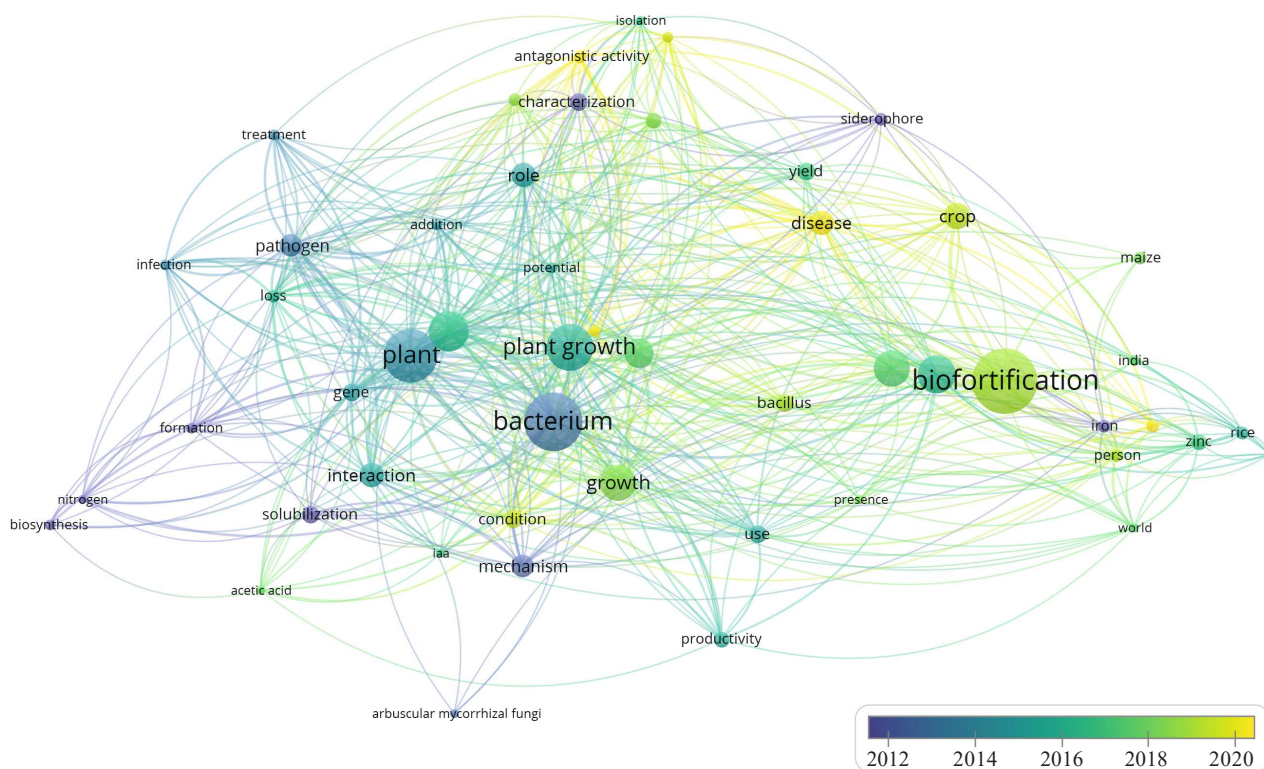 isolation
antagonistic activity
characterization
siderophore
treatment
role
yield
disease
crop
addition
pathogen
infection
potential
maize
loss
plant
plant growth
india
biofortification
gene
bacillus
bacterium
formation
iron
rice
zinc
person
interaction
growth
nitrogen
presence
biosynthesis
solubilization
condition
use
world
iaa
mechanism
acetic acid
productivity
arbuscular mycorrhizal fungi
2012 2014 2016 2018 2020